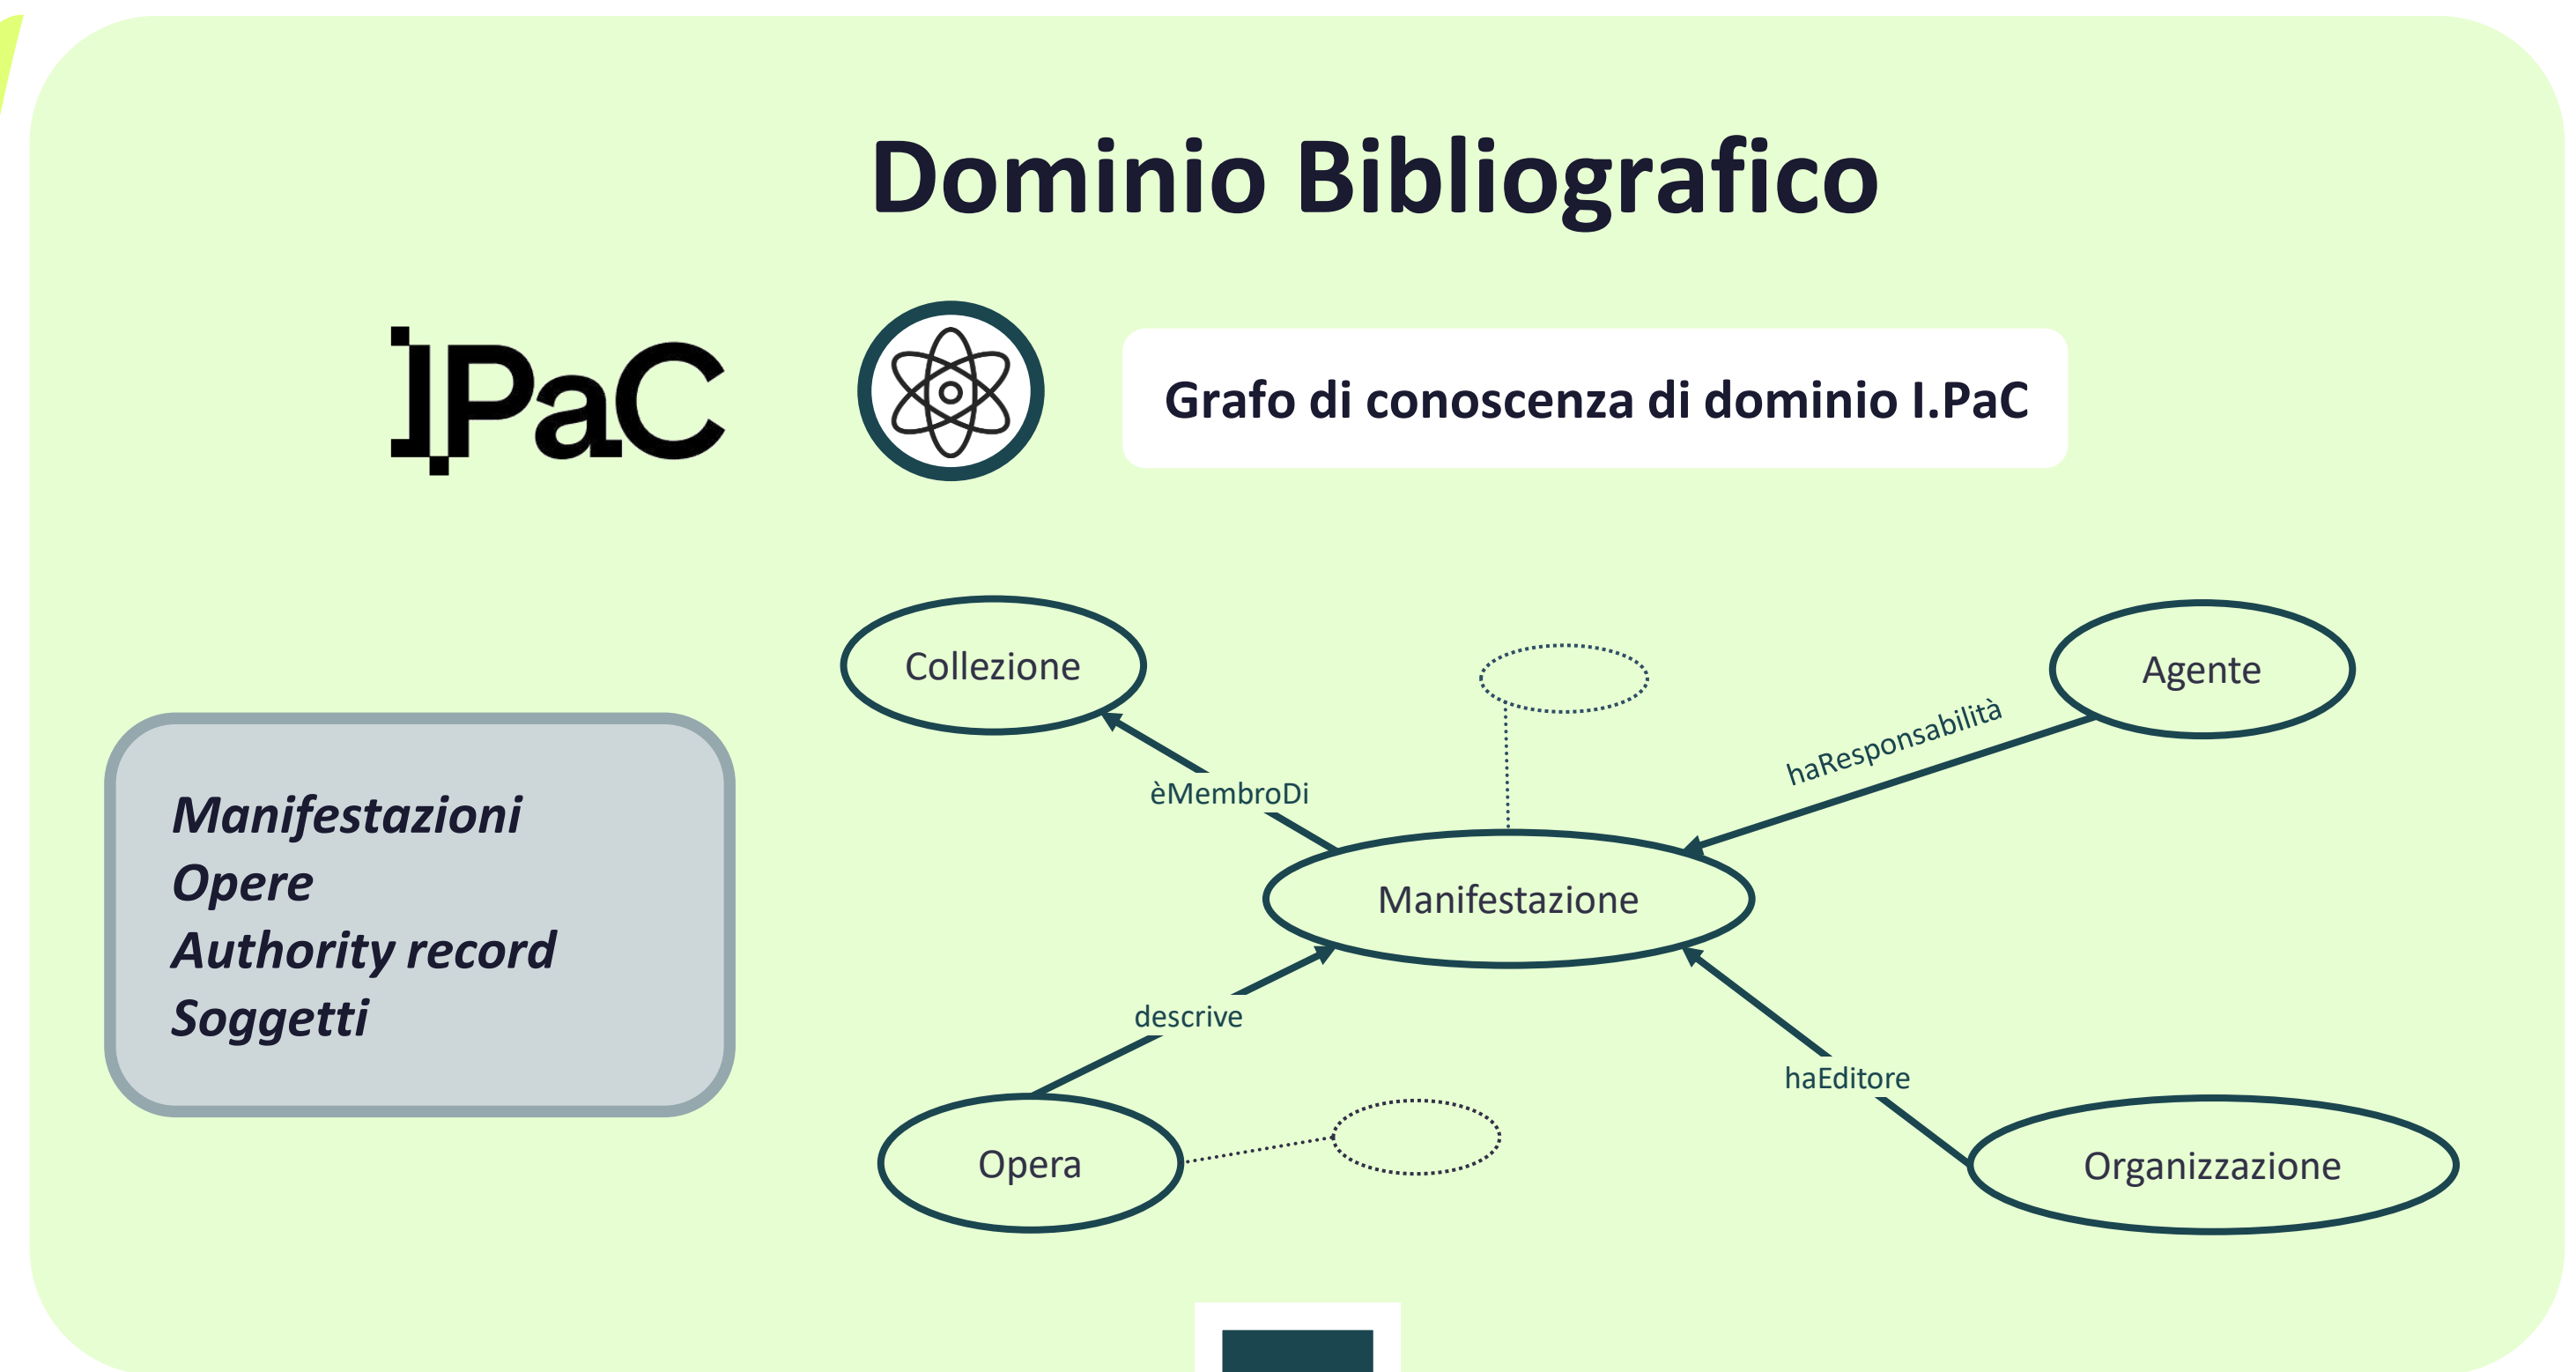 Dominio Bibliografico
I.PaC
Grafo di conoscenza di dominio I.PaC
Collezione
Agente
haResponsabilità
èMembroDi
Manifestazioni
Opere
Authority record
Soggetti
Manifestazione
descrive
haEditore
Opera
Organizzazione